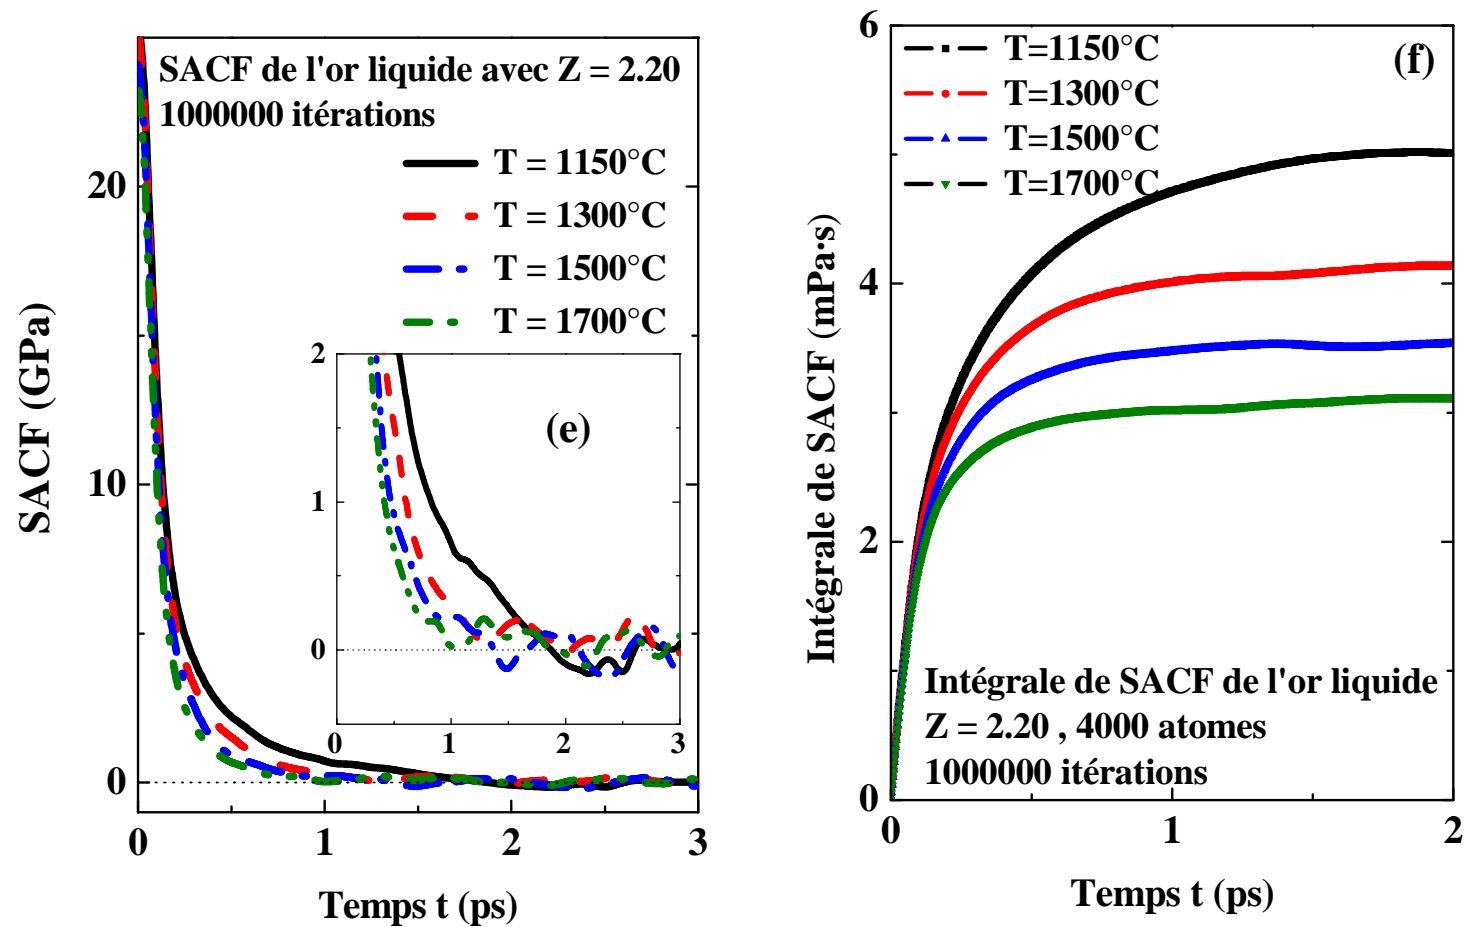 SACF de l'or liquide avec Z = 2.20
1000000 itérations
T = 1150°C
T = 1300°C
T = 1500°C
T = 1700°C
SACF (GPa)
20
10
0
0
1
2
3
Temps t (ps)
(e)
2
1
0
0
1
2
3
(f)
T=1150°C
T=1300°C
T=1500°C
T=1700°C
Intégrale de SACF (mPa·s)
6
4
2
0
Intégrale de SACF de l'or liquide
Z = 2.20 , 4000 atomes
1000000 itérations
0
1
2
Temps t (ps)